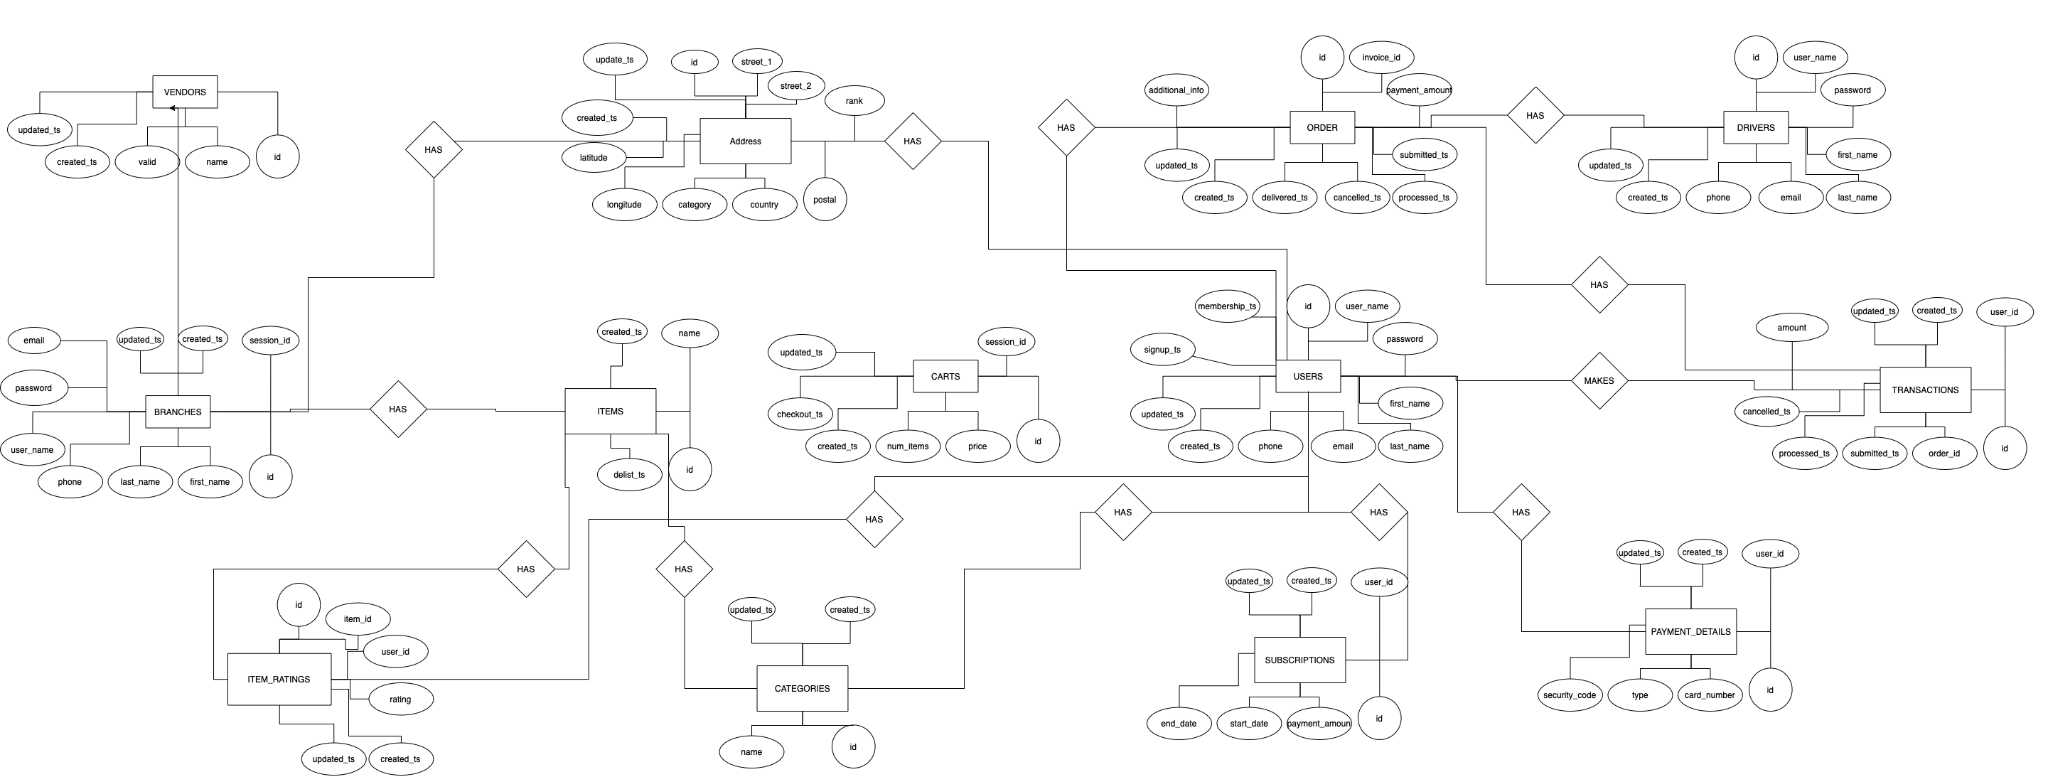 VENDORS
updated_ts
created_ts
valid
name
id
HAS
update_ts
id
street_1
street_2
rank
created_ts
latitude
Address
longitude
category
country
postal
HAS
HAS
additional_info
id
invoice_id
payment_amount
ORDER
updated_ts
submitted_ts
created_ts
delivered_ts
cancelled_ts
processed_ts
HAS
id
user_name
password
DRIVERS
updated_ts
first_name
created_ts
phone
email
last_name
HAS
email
updated_ts
created_ts
session_id
password
BRANCHES
user_name
phone
last_name
first_name
id
HAS
created_ts
name
ITEMS
delist_ts
id
updated_ts
session_id
CARTS
checkout_ts
created_ts
num_items
price
id
membership_ts
id
user_name
signup_ts
password
USERS
updated_ts
first_name
created_ts
phone
email
last_name
MAKES
amount
updated_ts
created_ts
user_id
TRANSACTIONS
cancelled_ts
processed_ts
submitted_ts
order_id
id
HAS
HAS
HAS
HAS
HAS
HAS
id
item_id
user_id
ITEM_RATINGS
rating
updated_ts
created_ts
updated_ts
created_ts
CATEGORIES
name
id
updated_ts
created_ts
user_id
SUBSCRIPTIONS
end_date
start_date
payment_amoun
id
updated_ts
created_ts
user_id
PAYMENT_DETAILS
security_code
type
card_number
id